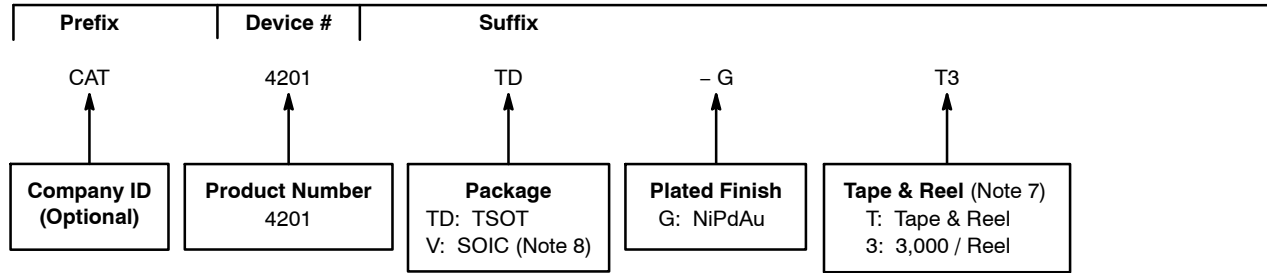 Prefix Device # Suffix
CAT 4201 TD – G T3
Company ID
(Optional)
Product Number
4201
Package
TD: TSOT
V: SOIC (Note 8)
Plated Finish
G: NiPdAu
Tape & Reel (Note 7)
T: Tape & Reel
3: 3,000 / Reel